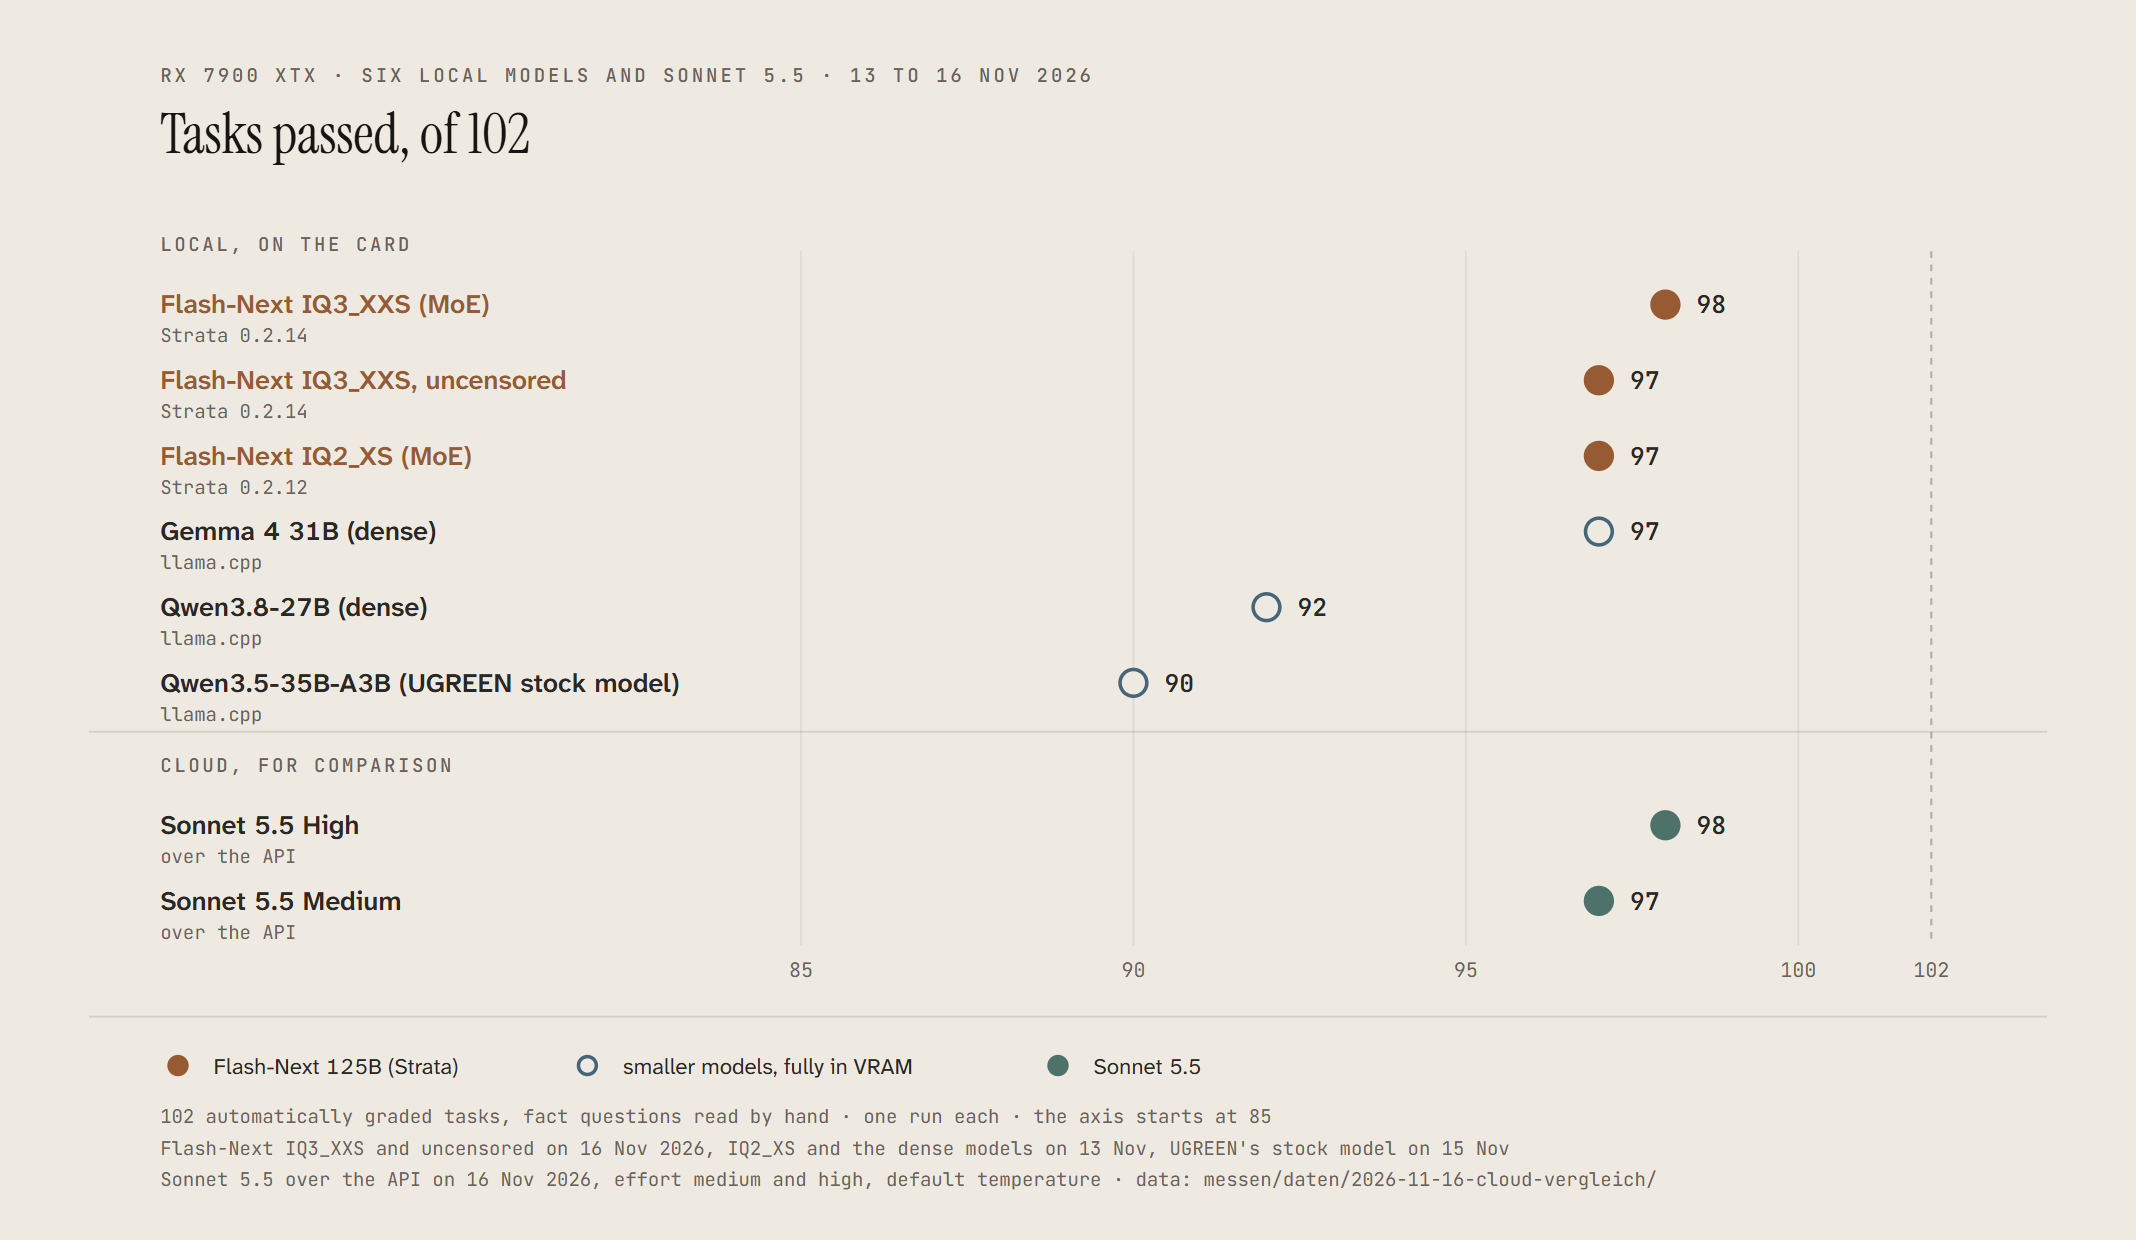 RX 7900 XTX · SIX LOCAL MODELS AND SONNET 5.5 · 13 TO 16 NOV 2026
Tasks passed, of 102
LOCAL, ON THE CARD
Flash-Next IQ3_XXS (MoE)
98
Strata 0.2.14
Flash-Next IQ3_XXS, uncensored
97
Strata 0.2.14
Flash-Next IQ2_XS (MoE)
97
Strata 0.2.12
Gemma 4 31B (dense)
97
llama.cpp
Qwen3.8-27B (dense)
92
llama.cpp
Qwen3.5-35B-A3B (UGREEN stock model)
90
llama.cpp
CLOUD, FOR COMPARISON
Sonnet 5.5 High
98
over the API
Sonnet 5.5 Medium
97
over the API
85 90 95 100 102
Flash-Next 125B (Strata) smaller models, fully in VRAM Sonnet 5.5
102 automatically graded tasks, fact questions read by hand · one run each · the axis starts at 85
Flash-Next IQ3_XXS and uncensored on 16 Nov 2026, IQ2_XS and the dense models on 13 Nov, UGREEN's stock model on 15 Nov
Sonnet 5.5 over the API on 16 Nov 2026, effort medium and high, default temperature · data: messen/daten/2026-11-16-cloud-vergleich/